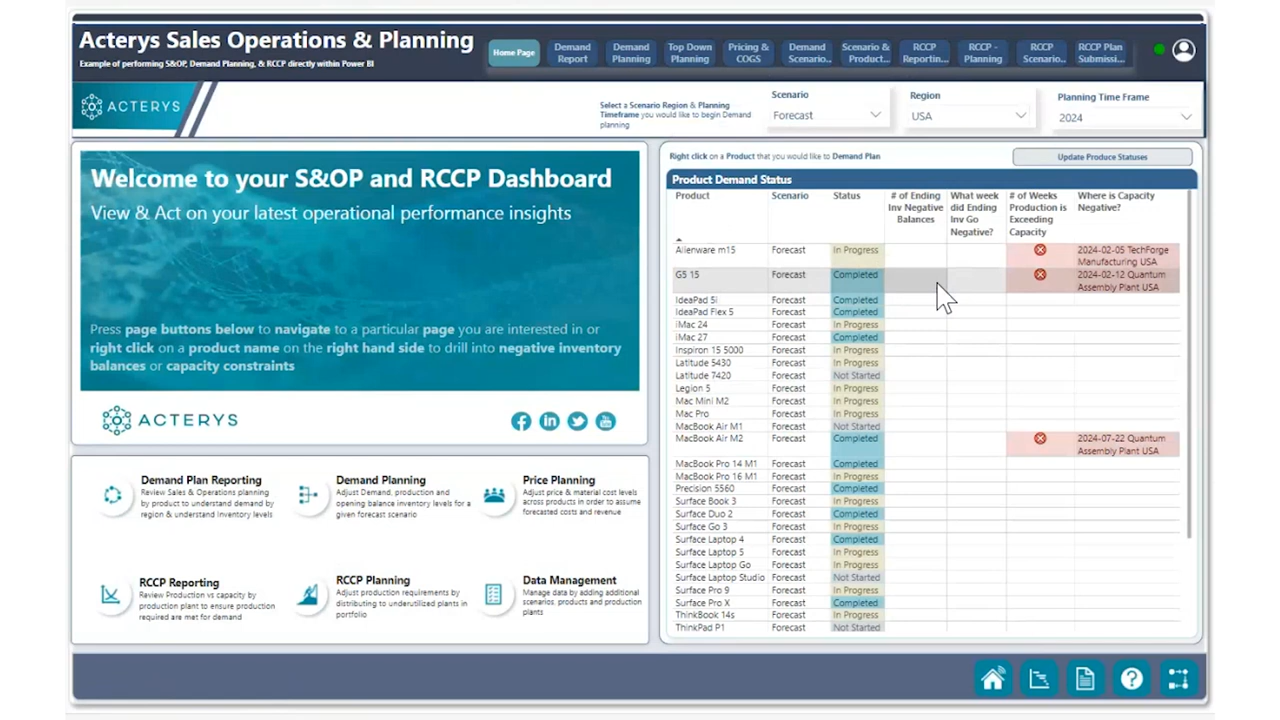 Acterys Sales Operations & Planning
Example of performing S&OP, Demand Planning, & RCCP directly within Power BI
Home Page
Demand
Report
Demand
Planning
Top Down
Planning
Pricing &
COGS
Demand
Scenario...
Scenario &
Product...
RCCP
Reportin...
RCCP -
Planning
RCCP
Scenario...
RCCP Plan
Submissi...
ACTERYS
Select a Scenario Region & Planning
Timeframe you would like to begin Demand
planning
Scenario
Forecast
Region
USA
Planning Time Frame
2024
Welcome to your S&OP and RCCP Dashboard
View & Act on your latest operational performance insights
Press page buttons below to navigate to a particular page you are interested in or
right click on a product name on the right hand side to drill into negative inventory
balances or capacity constraints
ACTERYS
Demand Plan Reporting
Review Sales & Operations planning
by product to understand demand by
region & understand inventory levels
Demand Planning
Adjust Demand, production and
opening balance inventory levels for a
given forecast scenario
Price Planning
Adjust price & material cost levels
across products in order to assume
forecasted costs and revenue
RCCP Reporting
Review Production vs capacity by
production plant to ensure production
required are met for demand
RCCP Planning
Adjust production requirements by
distributing to underutilized plants in
portfolio
Data Management
Manage data by adding additional
scenarios, products and production
plants
Right click on a Product that you would like to Demand Plan
Update Produce Statuses
Product Demand Status
Product Scenario Status # of Ending Inv Negative Balances What week did Ending Inv Go Negative? # of Weeks Production is Exceeding Capacity Where is Capacity Negative?
Alienware m15 Forecast In Progress 2024-02-05 TechForge
Manufacturing USA
G5 15 Forecast Completed 2024-02-12 Quantum
Assembly Plant USA
IdeaPad 5i Forecast Completed
IdeaPad Flex 5 Forecast Completed
iMac 24 Forecast In Progress
iMac 27 Forecast Completed
Inspiron 15 5000 Forecast In Progress
Latitude 5430 Forecast In Progress
Latitude 7420 Forecast Not Started
Legion 5 Forecast In Progress
Mac Mini M2 Forecast In Progress
Mac Pro Forecast In Progress
MacBook Air M1 Forecast Not Started
MacBook Air M2 Forecast Completed 2024-07-22 Quantum
Assembly Plant USA
MacBook Pro 14 M1 Forecast Completed
MacBook Pro 16 M1 Forecast In Progress
Precision 5560 Forecast Completed
Surface Book 3 Forecast In Progress
Surface Duo 2 Forecast Completed
Surface Go 3 Forecast In Progress
Surface Laptop 4 Forecast Completed
Surface Laptop 5 Forecast In Progress
Surface Laptop Go Forecast In Progress
Surface Laptop Studio Forecast Not Started
Surface Pro 9 Forecast In Progress
Surface Pro X Forecast Completed
ThinkBook 14s Forecast In Progress
ThinkPad P1 Forecast Not Started